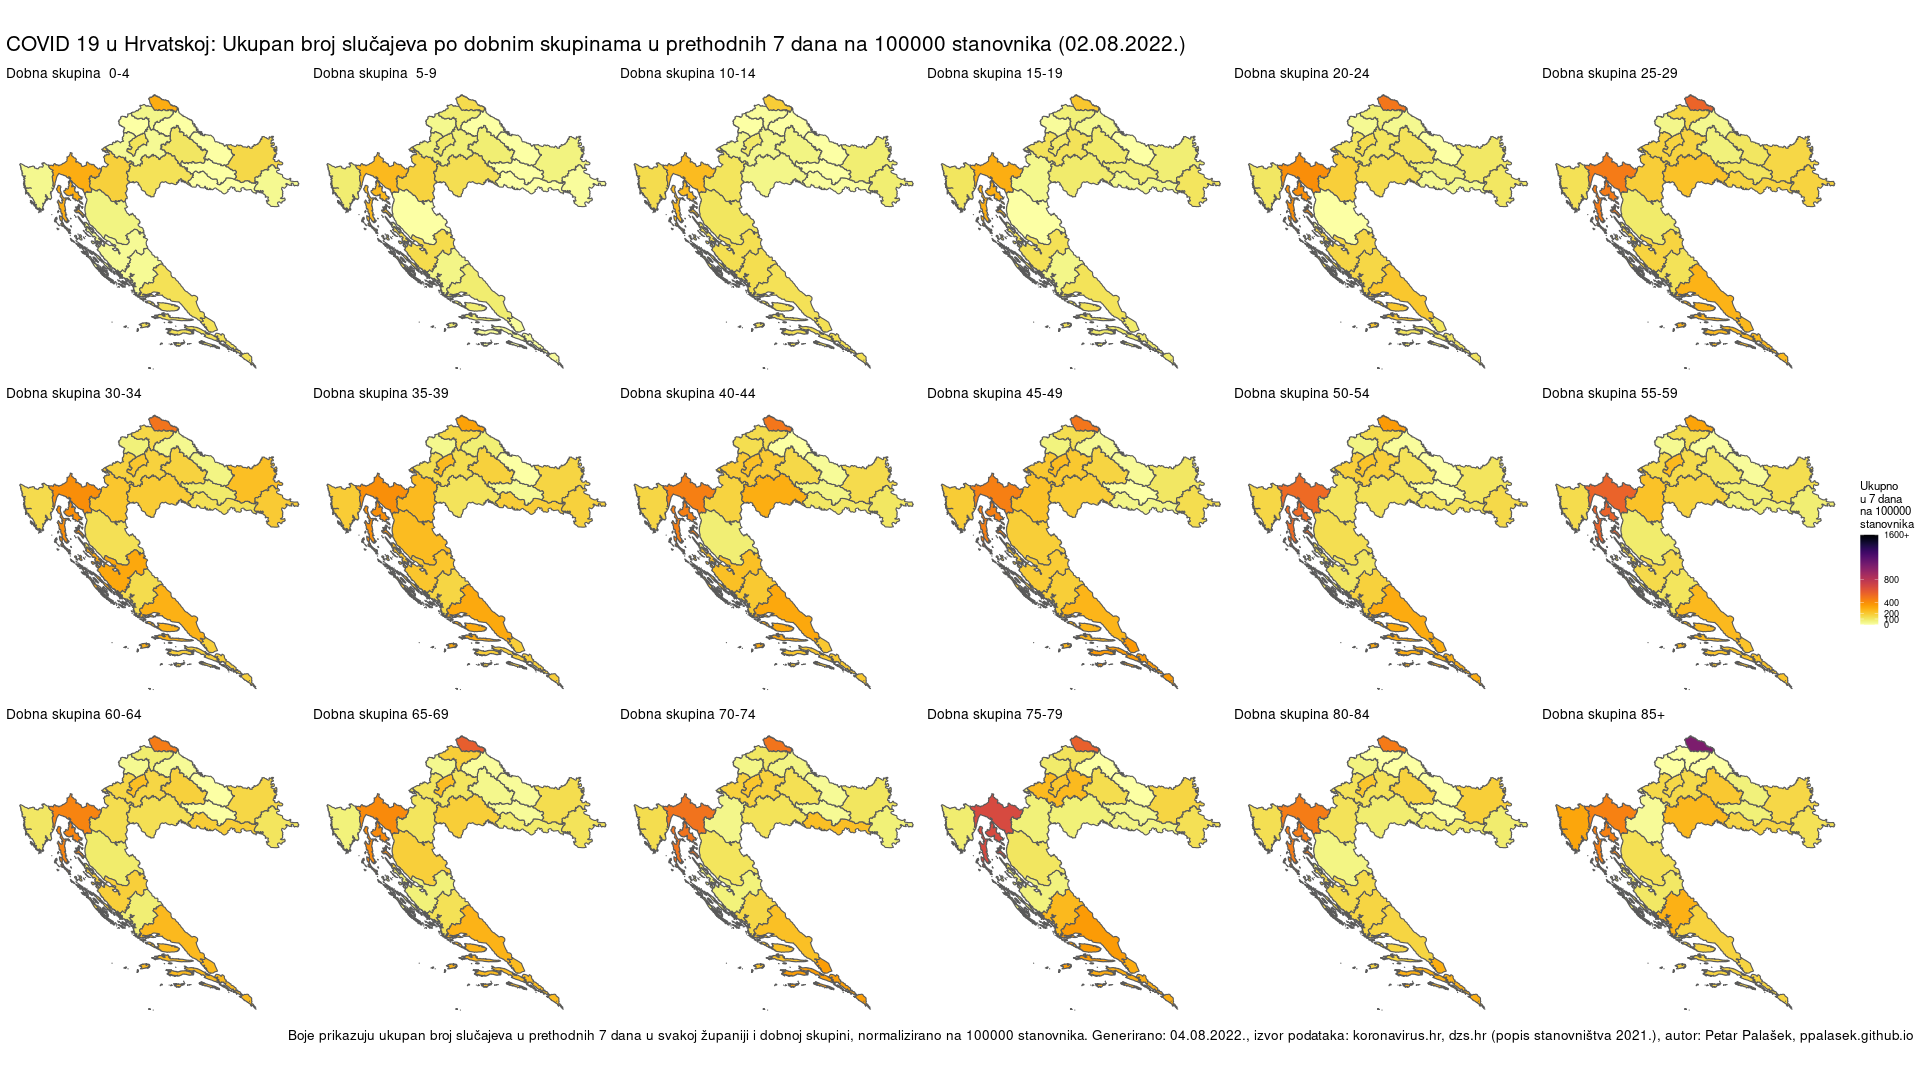 COVID 19 u Hrvatskoj: Ukupan broj slučajeva po dobnim skupinama u prethodnih 7 dana na 100000 stanovnika (02.08.2022.)
Dobna skupina  0-4
Dobna skupina  5-9
Dobna skupina 10-14
Dobna skupina 15-19
Dobna skupina 20-24
Dobna skupina 25-29
Dobna skupina 30-34
Dobna skupina 35-39
Dobna skupina 40-44
Dobna skupina 45-49
Dobna skupina 50-54
Dobna skupina 55-59
Ukupno
u 7 dana
na 100000
stanovnika
1600+
800
400
200
100
0
Dobna skupina 60-64
Dobna skupina 65-69
Dobna skupina 70-74
Dobna skupina 75-79
Dobna skupina 80-84
Dobna skupina 85+
Boje prikazuju ukupan broj slučajeva u prethodnih 7 dana u svakoj županiji i dobnoj skupini, normalizirano na 100000 stanovnika. Generirano: 04.08.2022., izvor podataka: koronavirus.hr, dzs.hr (popis stanovništva 2021.), autor: Petar Palašek, ppalasek.github.io